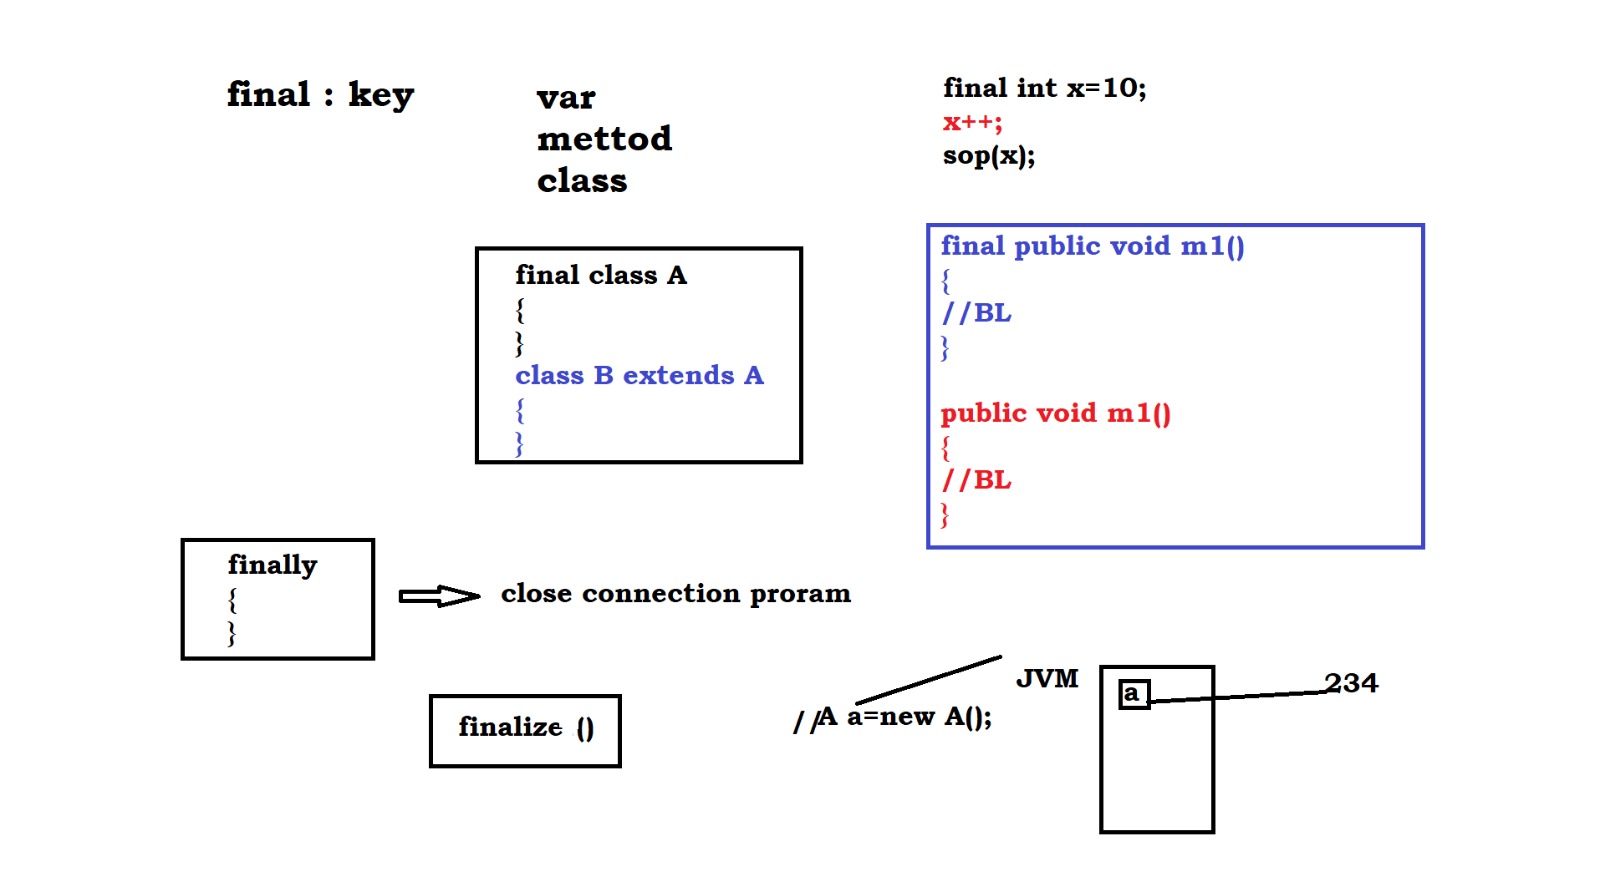 final : key
var
mettod
class
final int x=10;
x++;
sop(x);
final class A
{
}
class B extends A
{
}
final public void m1()
{
//BL
}
public void m1()
{
//BL
}
finally
{
}
close connection proram
finalize ()
//A a=new A();
JVM
a
234